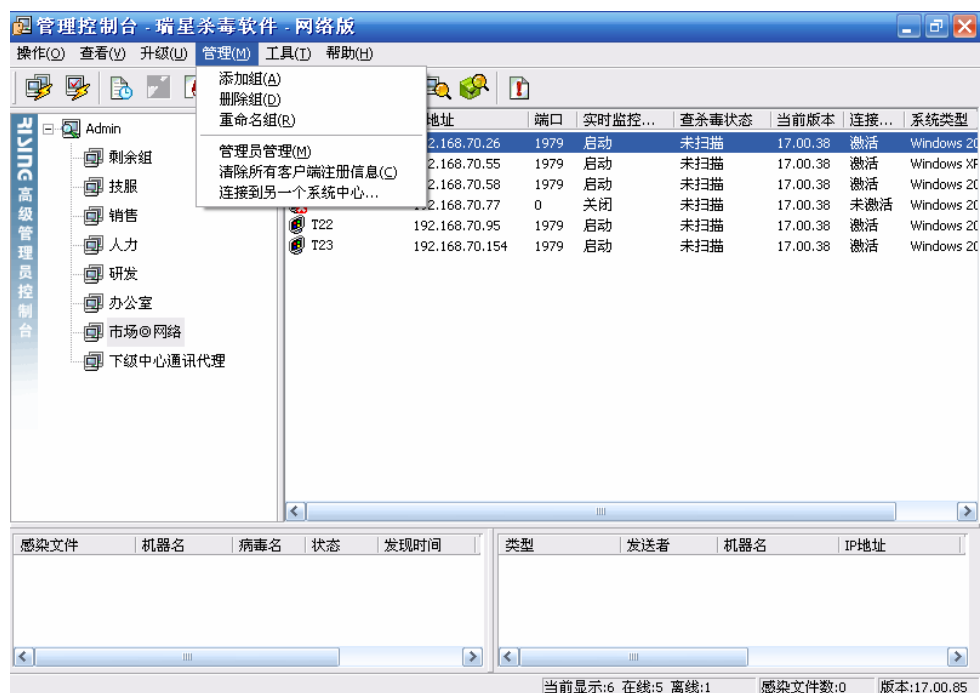 管理控制台 - 瑞星杀毒软件 - 网络版
操作(O) 查看(V) 升级(U) 管理(M) 工具(T) 帮助(H)
添加组(A)
删除组(D)
重命名组(R)
管理员管理(M)
清除所有客户端注册信息(C)
连接到另一个系统中心...
RISING 高级管理员控制台
Admin
剩余组
技服
销售
人力
研发
办公室
市场◎网络
下级中心通讯代理
地址 端口 实时监控... 查杀毒状态 当前版本 连接... 系统类型
2.168.70.26 1979 启动 未扫描 17.00.38 激活 Windows 20
2.168.70.55 1979 启动 未扫描 17.00.38 激活 Windows XP
2.168.70.58 1979 启动 未扫描 17.00.38 激活 Windows 20
192.168.70.77 0 关闭 未扫描 17.00.38 未激活 Windows 20
T22 192.168.70.95 1979 启动 未扫描 17.00.38 激活 Windows 20
T23 192.168.70.154 1979 启动 未扫描 17.00.38 激活 Windows 20
感染文件 机器名 病毒名 状态 发现时间
类型 发送者 机器名 IP地址
当前显示:6 在线:5 离线:1 感染文件数:0 版本:17.00.85